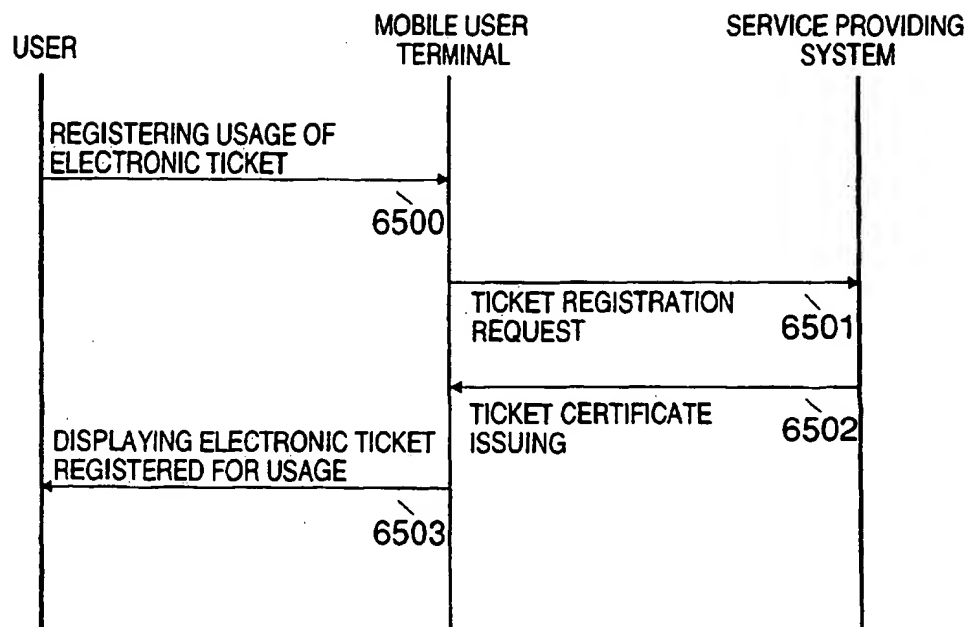 USER
MOBILE USER
TERMINAL
SERVICE PROVIDING
SYSTEM
REGISTERING USAGE OF
ELECTRONIC TICKET
6500
TICKET REGISTRATION
REQUEST
6501
TICKET CERTIFICATE
ISSUING
6502
DISPLAYING ELECTRONIC TICKET
REGISTERED FOR USAGE
6503